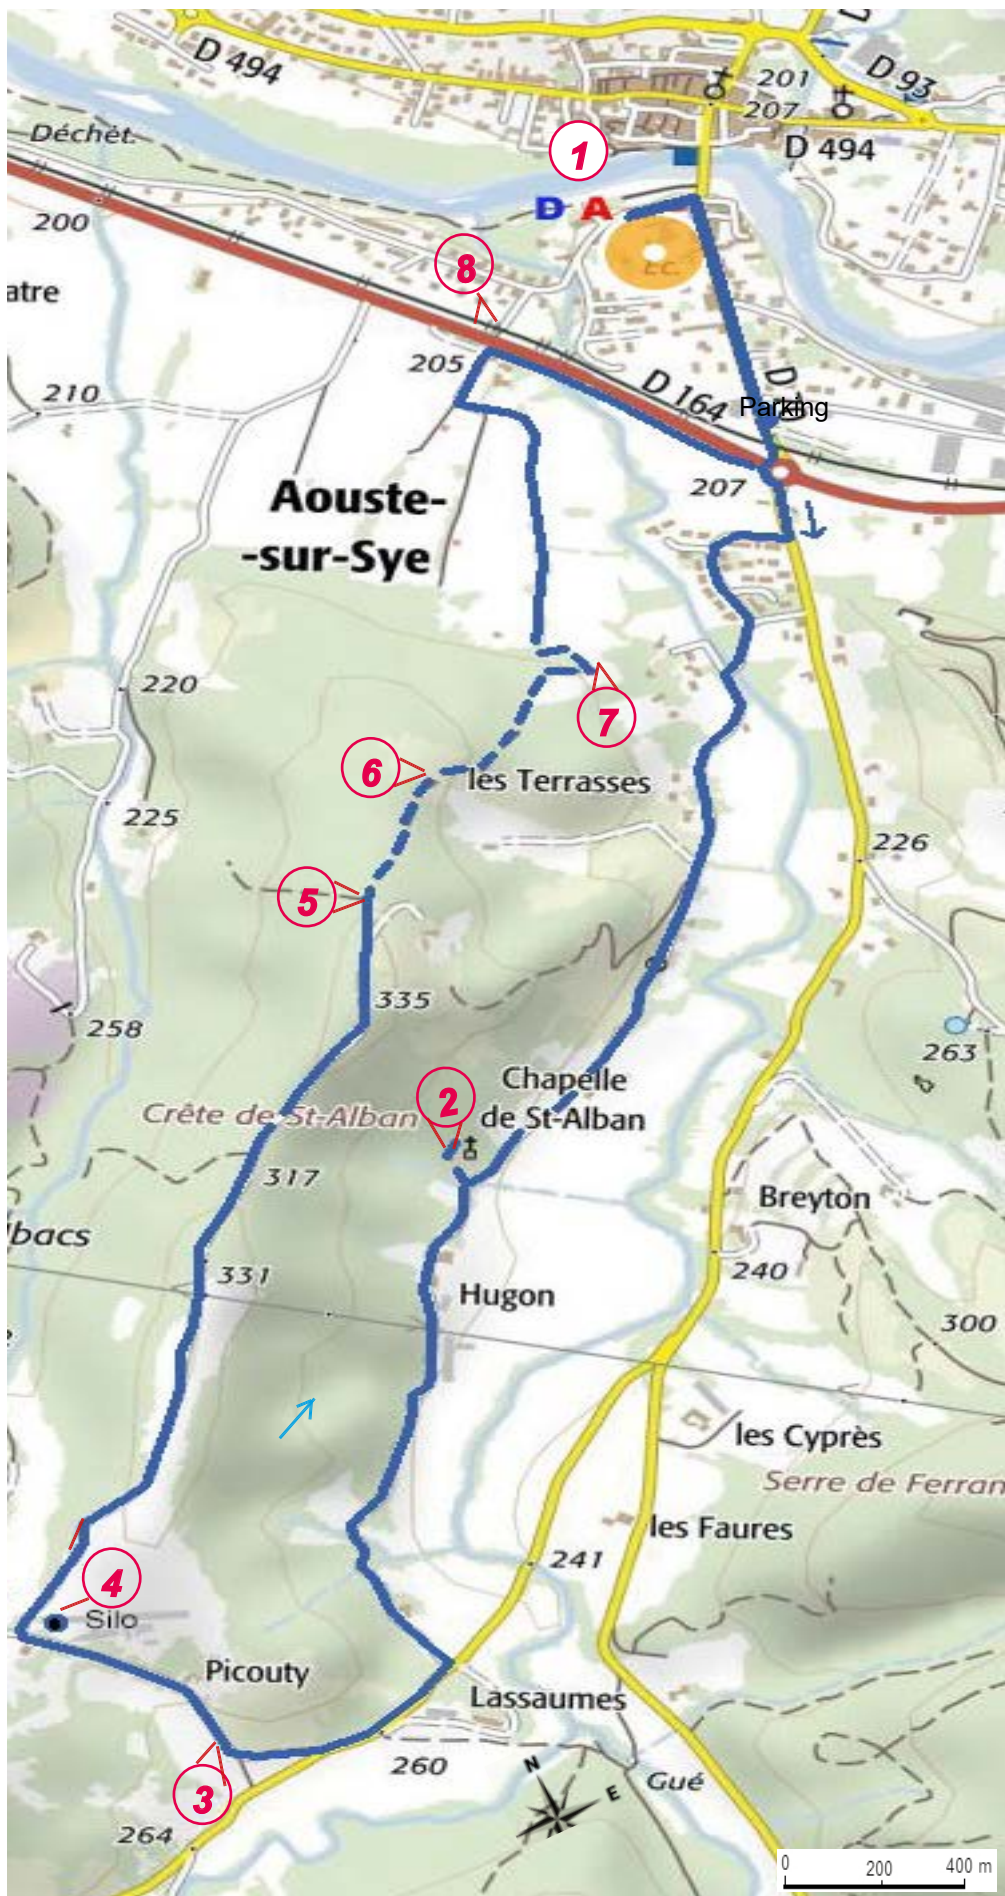 D 494
201
D 93
207
D 494
Déchèt.
1
D A
200
8
atre
205
D 164
Parking
210
207
Aouste-
-sur-Sye
220
7
6
les Terrasses
225
226
5
335
258
263
Chapelle
de St-Alban
2
Crête de St-Alban
317
Breyton
lbacs
331
240
Hugon
300
les Cyprès
Serre de Ferran
les Faures
241
4
Silo
Picouty
Lassaumes
260
N
E
Gué
3
264
0 200 400 m